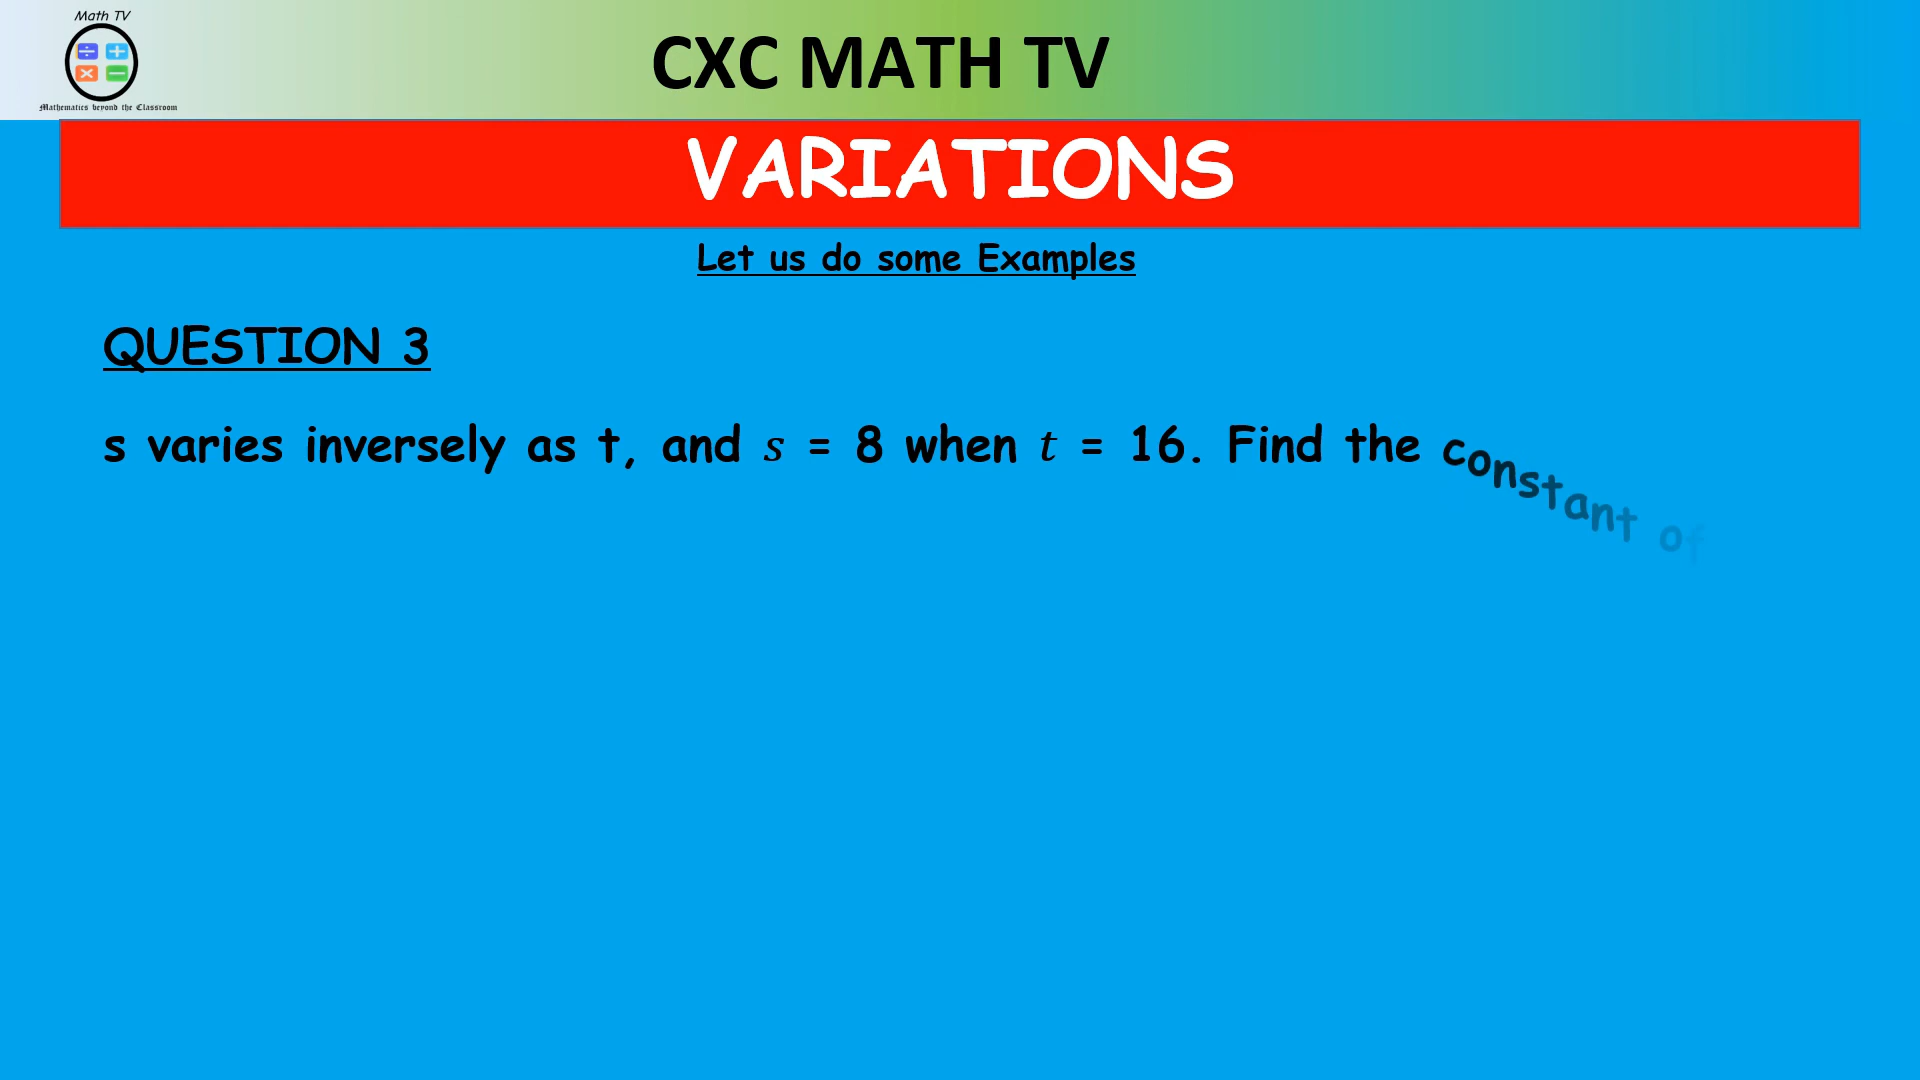 Math TV
Mathematics beyond the Classroom
CXC MATH TV
VARIATIONS
Let us do some Examples
QUESTION 3
s varies inversely as t, and s = 8 when t = 16. Find the constant of